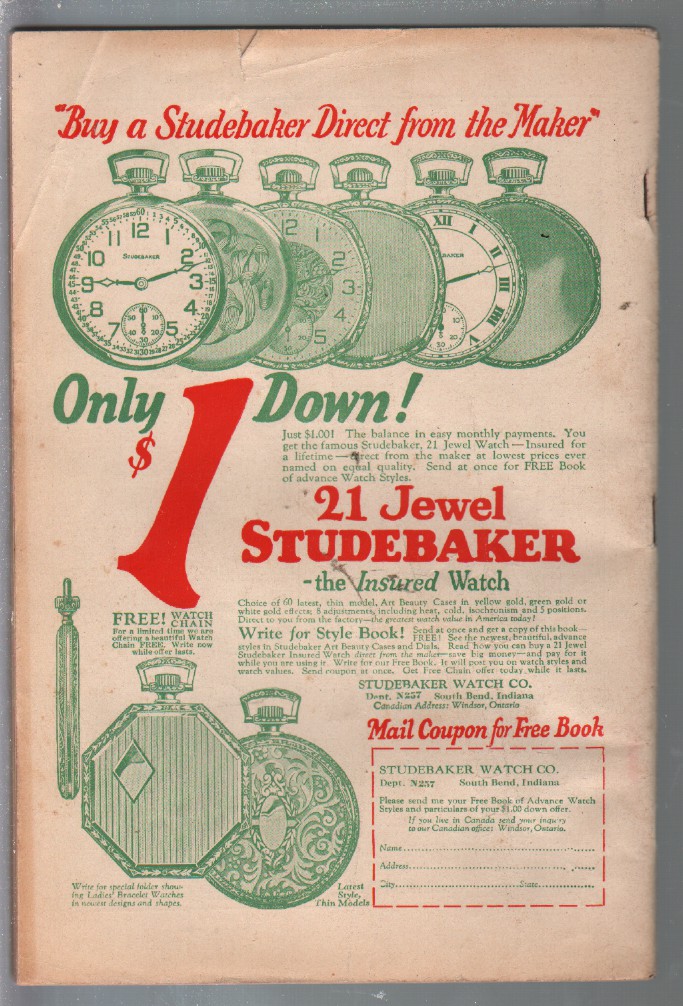 "Buy a Studebaker Direct from the Maker"
STUDEBAKER
Only $1 Down!
Just $1.00! The balance in easy monthly payments. You
get the famous Studebaker, 21 Jewel Watch—Insured for
a lifetime—direct from the maker at lowest prices ever
named on equal quality. Send at once for FREE Book
of advance Watch Styles.
21 Jewel
STUDEBAKER
-the Insured Watch
Choice of 60 latest, thin model, Art Beauty Cases in yellow gold, green gold or
white gold effects; 8 adjustments, including heat, cold, isochronism and 5 positions.
Direct to you from the factory—the greatest watch value in America today!
Write for Style Book! Send at once and get a copy of this book—
FREE! See the newest, beautiful, advance
styles in Studebaker Art Beauty Cases and Dials. Read how you can buy a 21 Jewel
Studebaker Insured Watch direct from the maker—save big money—and pay for it
while you are using it. Write for our Free Book. It will post you on watch styles and
watch values. Send coupon at once. Get Free Chain offer today while it lasts.
STUDEBAKER WATCH CO.
Dept. N257 South Bend, Indiana
Canadian Address: Windsor, Ontario
FREE! WATCH
CHAIN
For a limited time we are
offering a beautiful Watch
Chain FREE. Write now
while offer lasts.
Mail Coupon for Free Book
STUDEBAKER WATCH CO.
Dept. N257 South Bend, Indiana
Please send me your Free Book of Advance Watch
Styles and particulars of your $1.00 down offer.
If you live in Canada send your inquiry
to our Canadian office: Windsor, Ontario.
Name
Address
City State
Write for special folder show-
ing Ladies' Bracelet Watches
in newest designs and shapes.
Latest
Style,
Thin Models